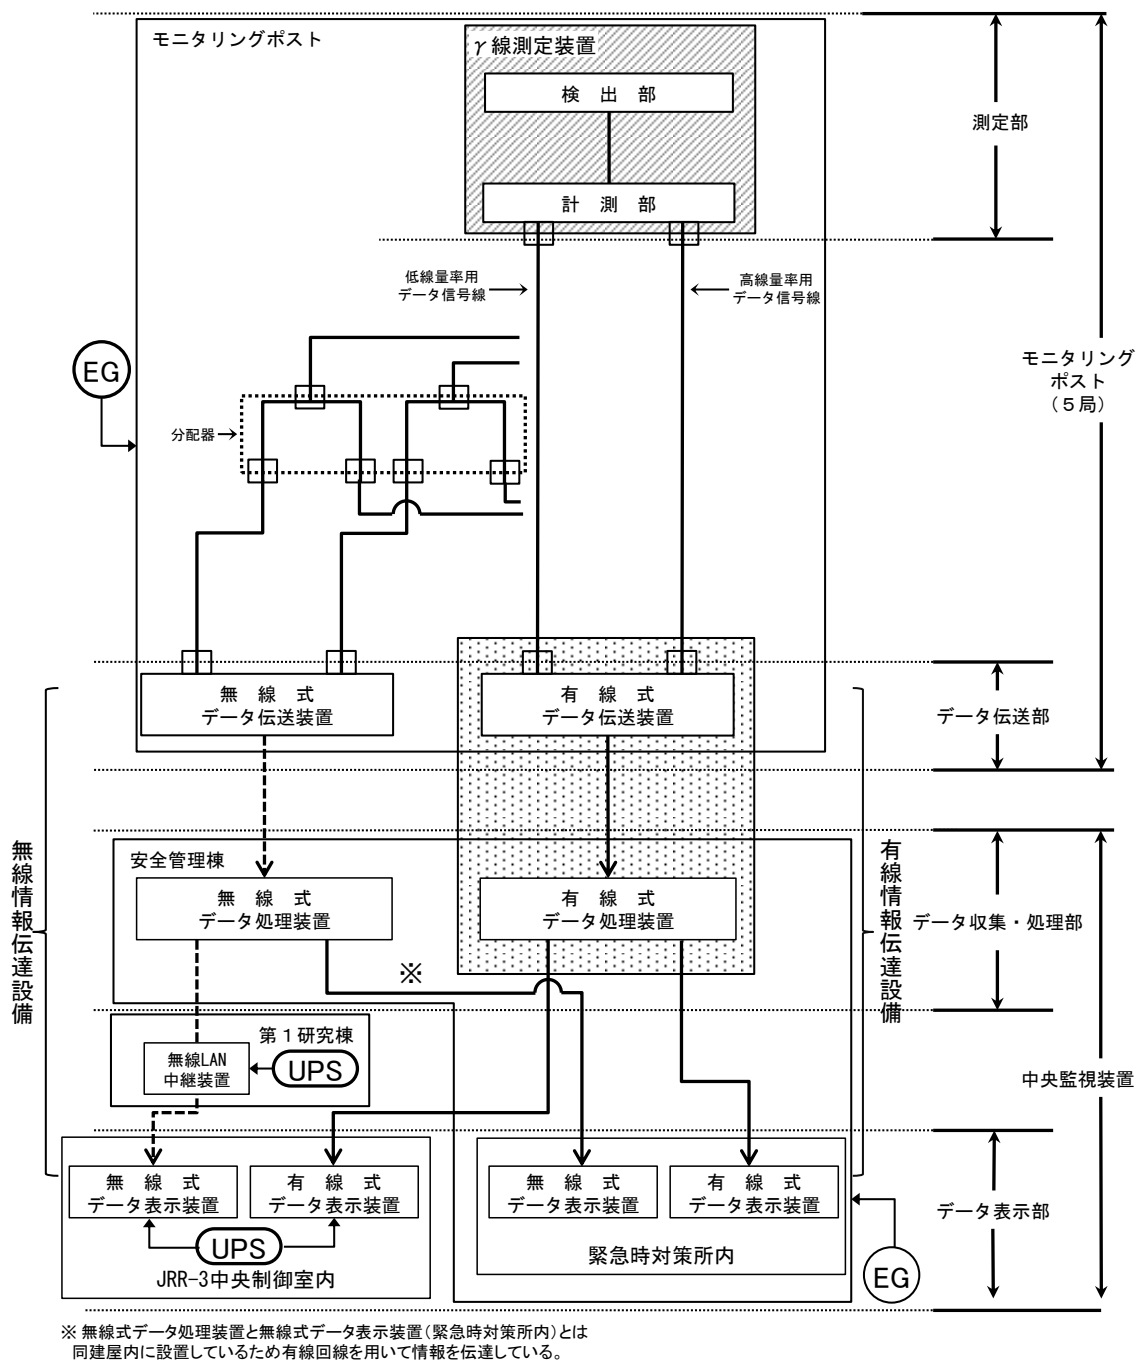 モニタリングポスト
γ線測定装置
検 出 部
計 測 部
測定部
低線量率用
データ信号線
高線量率用
データ信号線
EG
モニタリング
ポスト
(5局)
分配器
無 線 式
データ伝送装置
有 線 式
データ伝送装置
データ伝送部
無線情報伝達設備
有線情報伝達設備
安全管理棟
無 線 式
データ処理装置
有 線 式
データ処理装置
データ収集・処理部
※
第1研究棟
無線LAN
中継装置
UPS
中央監視装置
無 線 式
データ表示装置
有 線 式
データ表示装置
無 線 式
データ表示装置
有 線 式
データ表示装置
データ表示部
UPS
JRR-3中央制御室内
緊急時対策所内
EG
※ 無線式データ処理装置と無線式データ表示装置(緊急時対策所内)とは
同建屋内に設置しているため有線回線を用いて情報を伝達している。